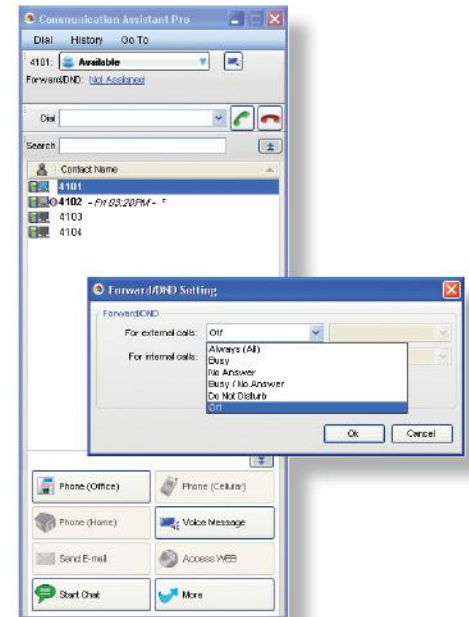 Communication Assistant Pro
Dial History Go To
4101: Available
Forward/DND: Not Assigned
Dial
Search
Contact Name
4101
4102 - Fri 03:20PM -
4103
4104
Forward/DND Setting
Forward/DND
For external calls: Off
For internal calls:
Always (All)
Busy
No Answer
Busy / No Answer
Do Not Disturb
Off
Ok Cancel
Phone (Office) Phone (Cellular)
Phone (Home) Voice Message
Send E-mail Access WEB
Start Chat More